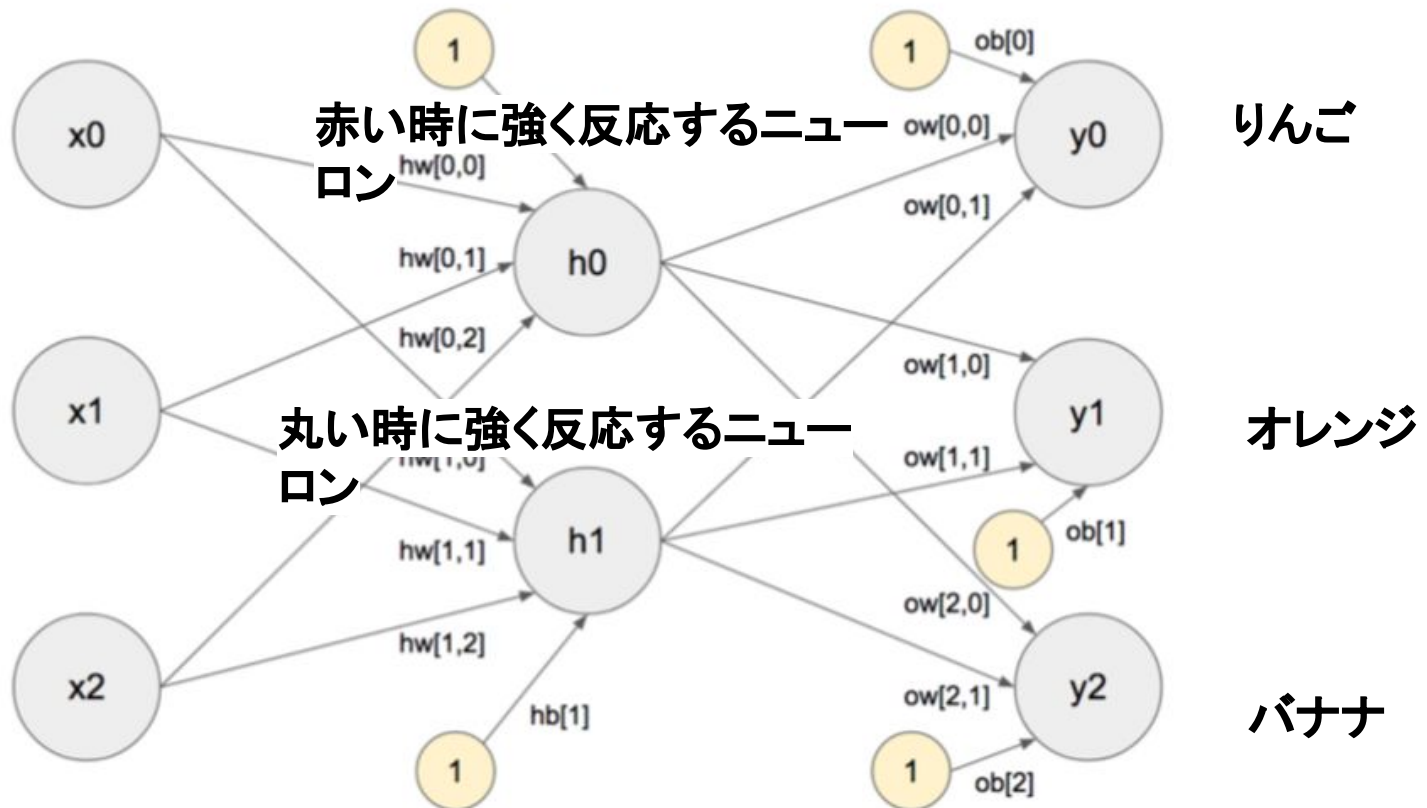 1
1
ob[0]
x0
赤い時に強く反応するニュー
ロン
hw[0,0]
ow[0,0]
y0
りんご
ow[0,1]
hw[0,1]
h0
hw[0,2]
ow[1,0]
x1
丸い時に強く反応するニュー
ロン
y1
オレンジ
ow[1,1]
1
ob[1]
h1
hw[1,1]
ow[2,0]
hw[1,2]
x2
ow[2,1]
y2
hb[1]
バナナ
1
1
ob[2]